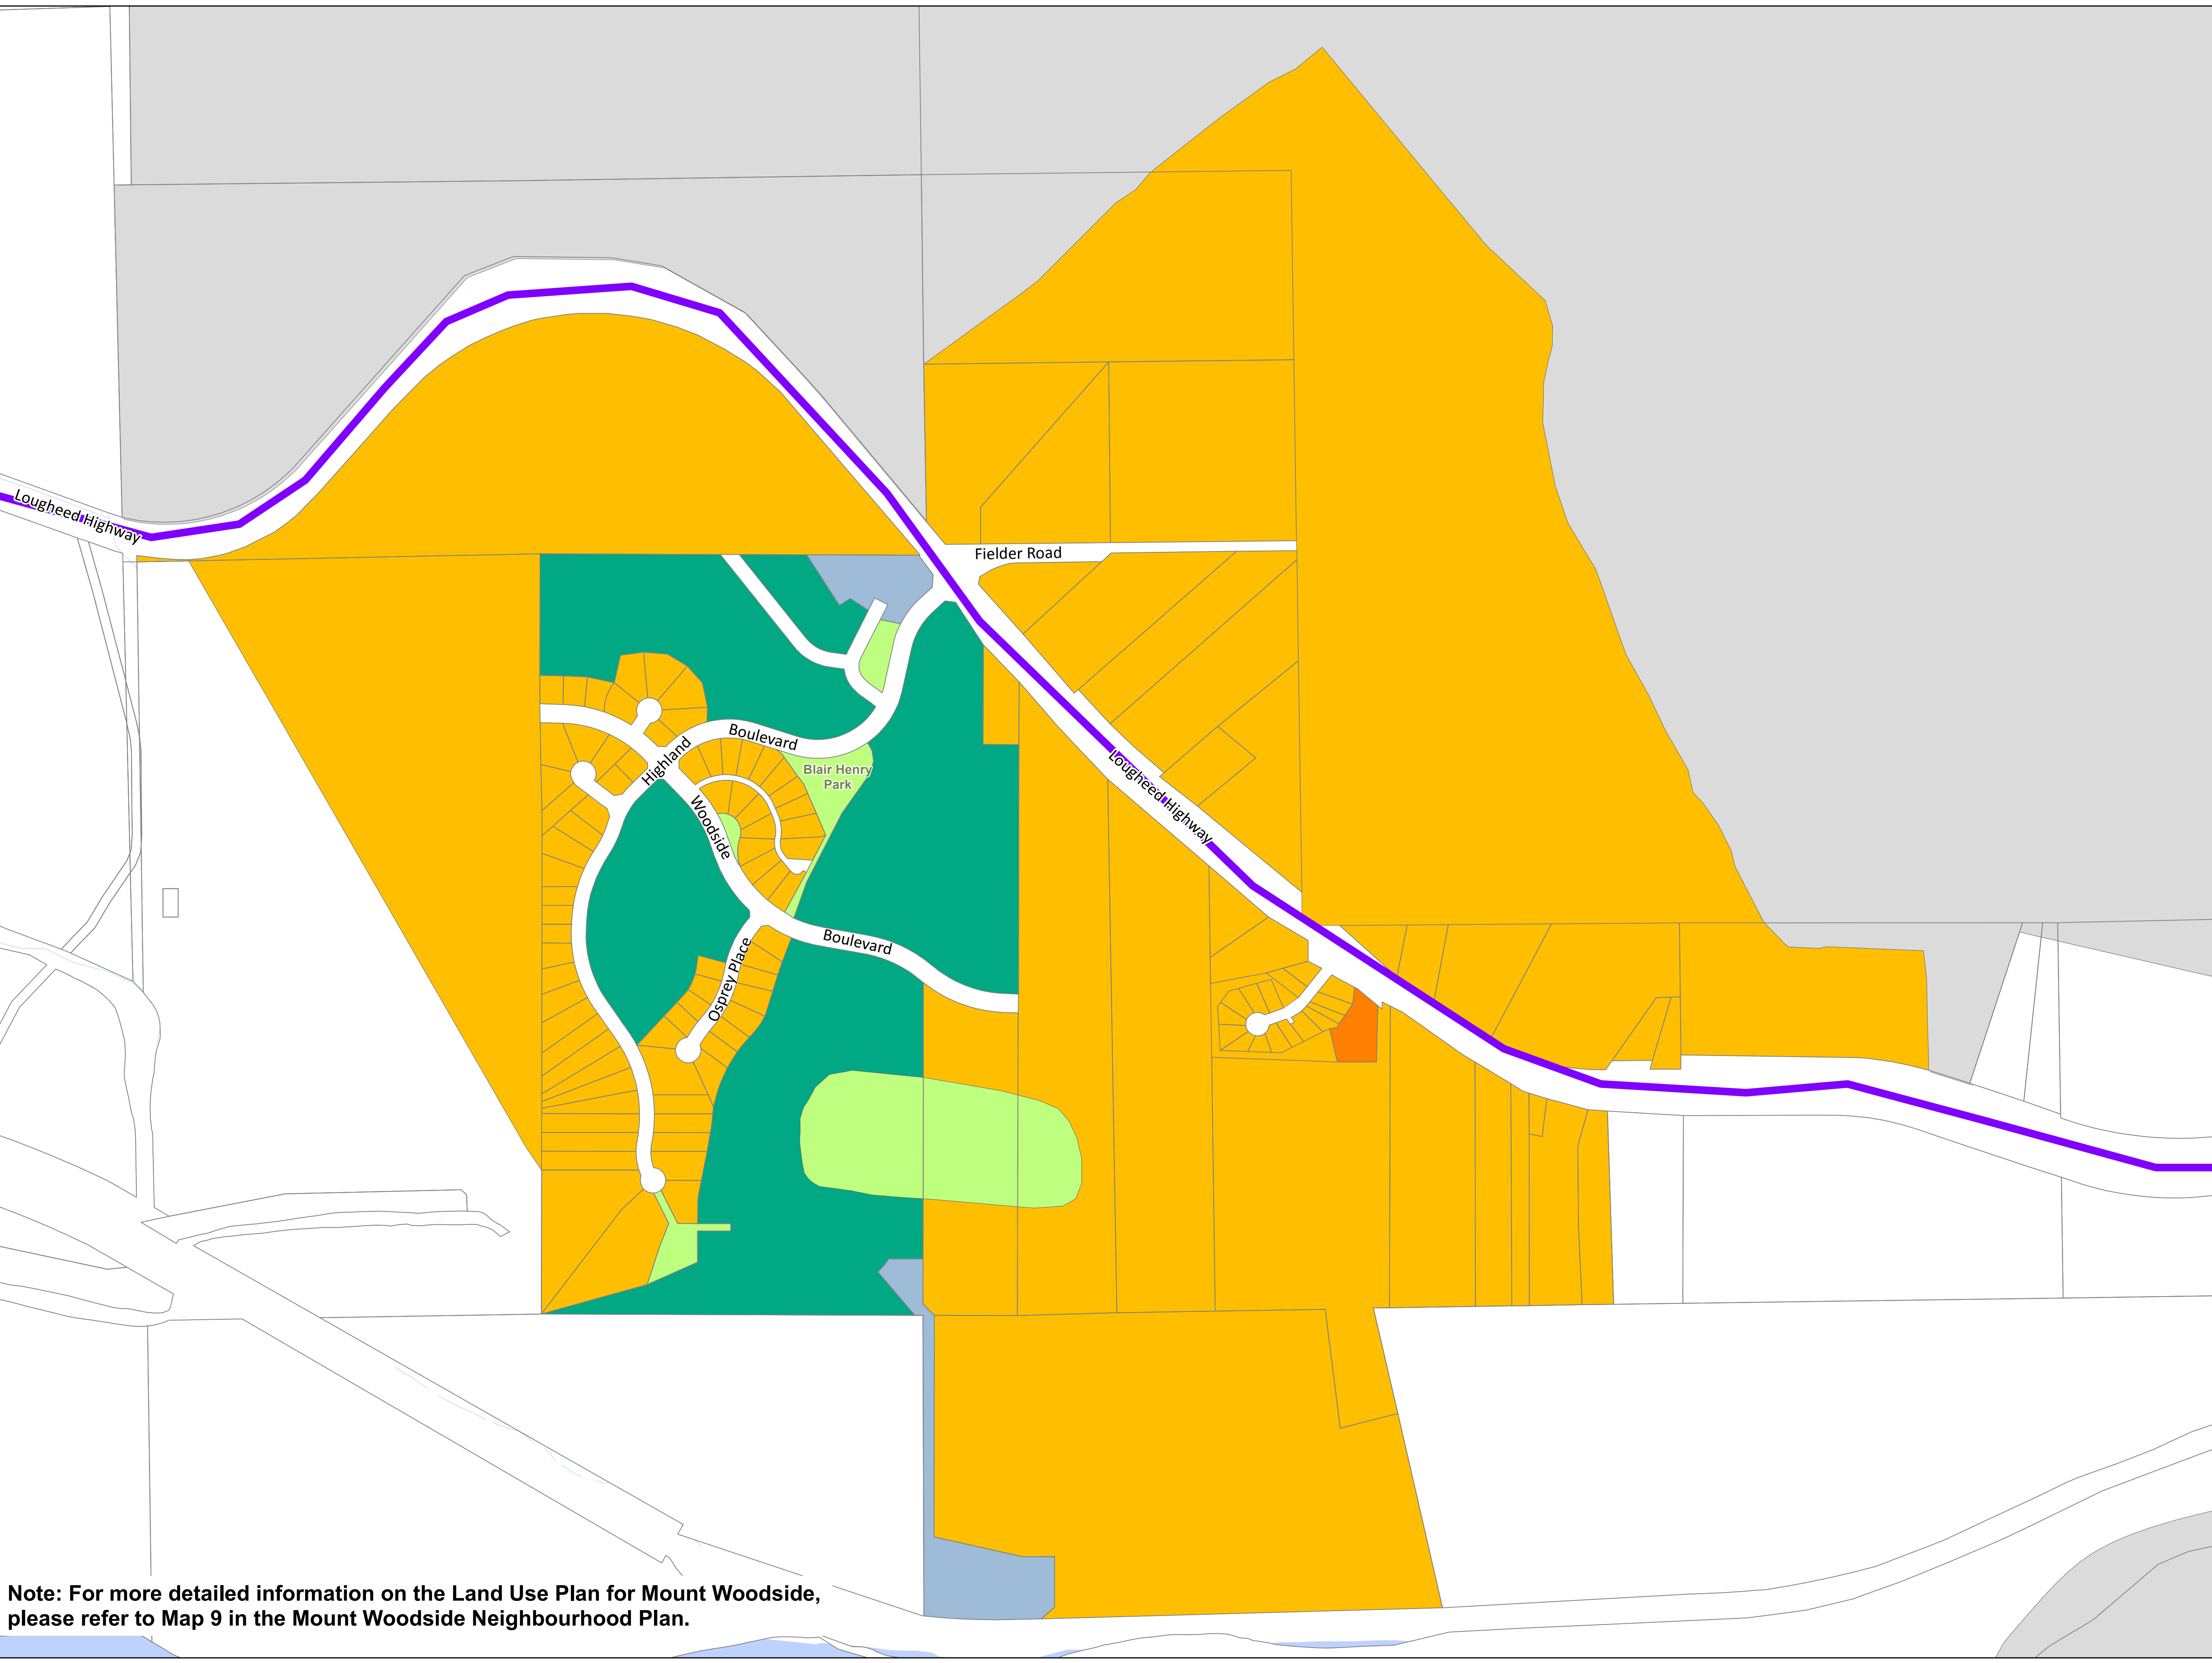 Lougheed Highway
Fielder Road
Boulevard
Highland
Blair Henry
Park
Lougheed Highway
Woodside
Boulevard
Osprey Place
Note: For more detailed information on the Land Use Plan for Mount Woodside,
please refer to Map 9 in the Mount Woodside Neighbourhood Plan.